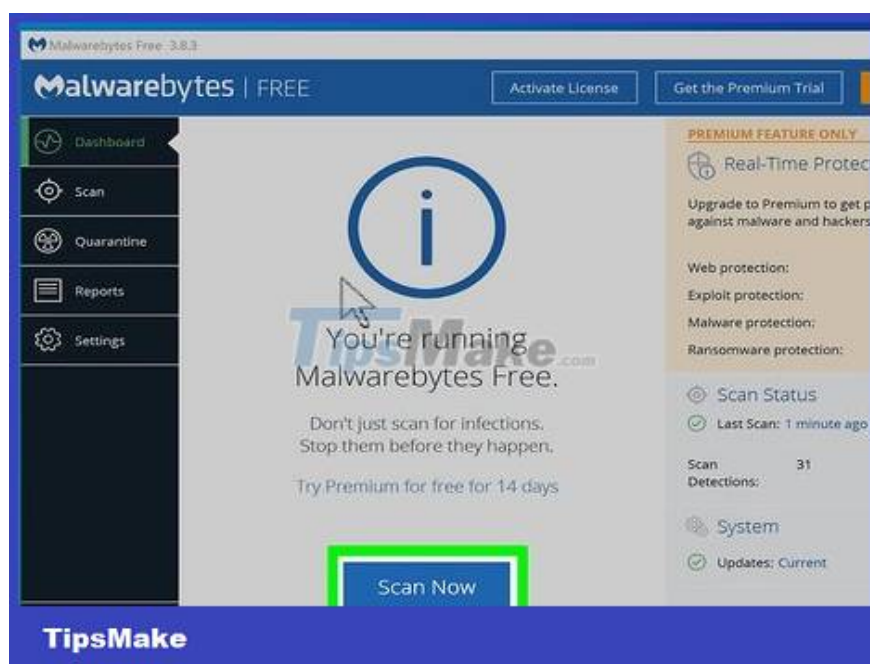 Malwarebytes Free 3.8.3
Malwarebytes | FREE
Activate License
Get the Premium Trial
Dashboard
Scan
Quarantine
Reports
Settings
You're running
Malwarebytes Free.
Don't just scan for infections.
Stop them before they happen.
Try Premium for free for 14 days
Scan Now
PREMIUM FEATURE ONLY
Real-Time Protec
Upgrade to Premium to get p
against malware and hackers
Web protection:
Exploit protection:
Malware protection:
Ransomware protection:
Scan Status
Last Scan: 1 minute ago
Scan 31
Detections:
System
Updates: Current
TipsMake.com
TipsMake